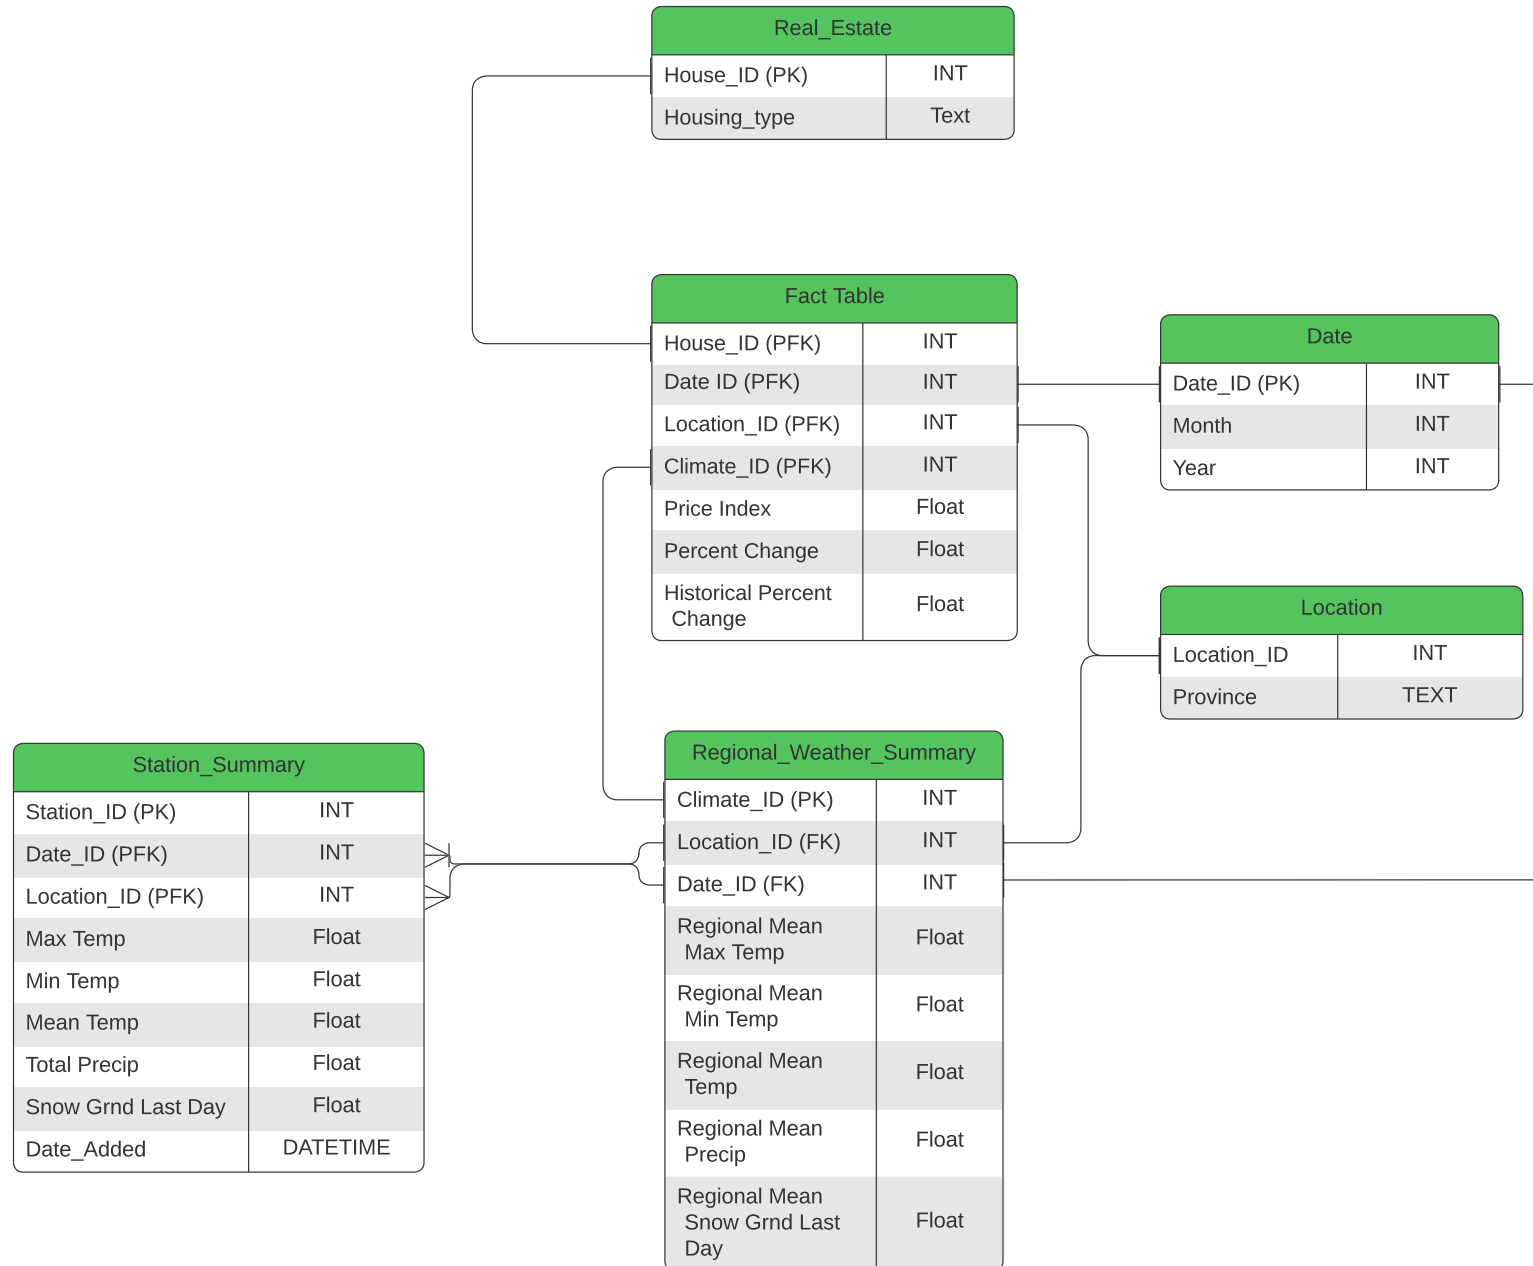 Real_Estate
House_ID (PK) INT
Housing_type Text
Fact Table
House_ID (PFK) INT
Date ID (PFK) INT
Location_ID (PFK) INT
Climate_ID (PFK) INT
Price Index Float
Percent Change Float
Historical Percent
Change Float
Date
Date_ID (PK) INT
Month INT
Year INT
Location
Location_ID INT
Province TEXT
Station_Summary
Station_ID (PK) INT
Date_ID (PFK) INT
Location_ID (PFK) INT
Max Temp Float
Min Temp Float
Mean Temp Float
Total Precip Float
Snow Grnd Last Day Float
Date_Added DATETIME
Regional_Weather_Summary
Climate_ID (PK) INT
Location_ID (FK) INT
Date_ID (FK) INT
Regional Mean
Max Temp Float
Regional Mean
Min Temp Float
Regional Mean
Temp Float
Regional Mean
Precip Float
Regional Mean
Snow Grnd Last Float
Day